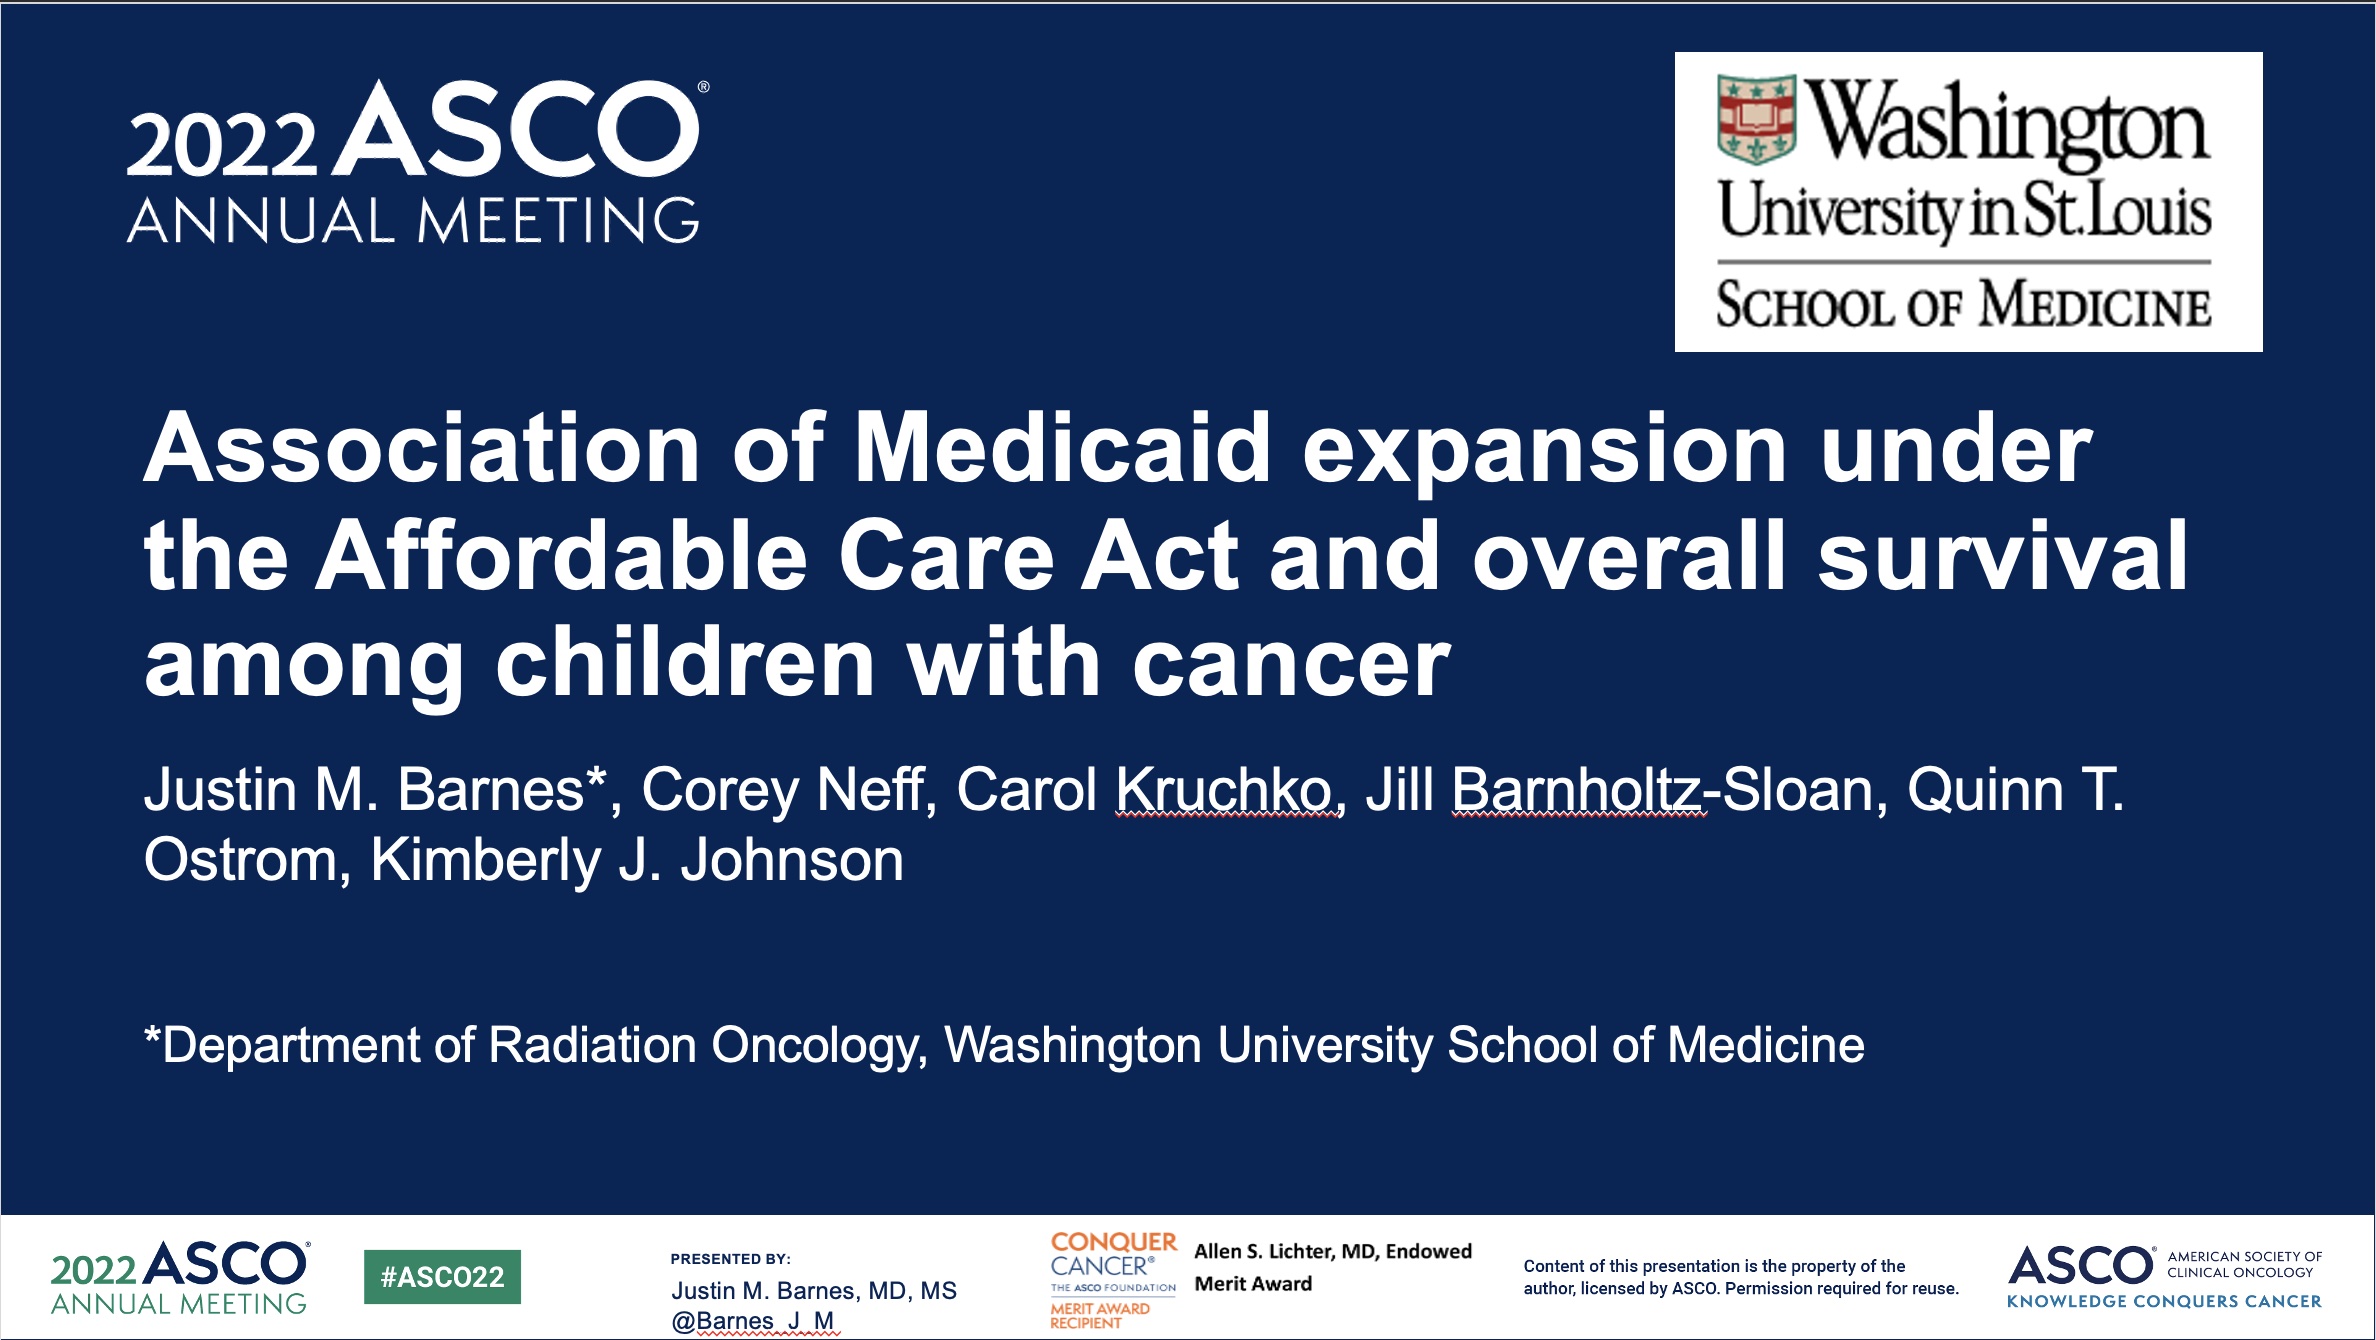 2022 ASCO®
ANNUAL MEETING
Washington
University in St. Louis
SCHOOL OF MEDICINE
Association of Medicaid expansion under
the Affordable Care Act and overall survival
among children with cancer
Justin M. Barnes*, Corey Neff, Carol Kruchko, Jill Barnholtz-Sloan, Quinn T.
Ostrom, Kimberly J. Johnson
*Department of Radiation Oncology, Washington University School of Medicine
2022 ASCO®
ANNUAL MEETING
#ASCO22
PRESENTED BY:
Justin M. Barnes, MD, MS
@Barnes_J_M_
CONQUER
CANCER®
THE ASCO FOUNDATION
MERIT AWARD
RECIPIENT
Allen S. Lichter, MD, Endowed
Merit Award
Content of this presentation is the property of the
author, licensed by ASCO. Permission required for reuse.
ASCO®
AMERICAN SOCIETY OF
CLINICAL ONCOLOGY
KNOWLEDGE CONQUERS CANCER